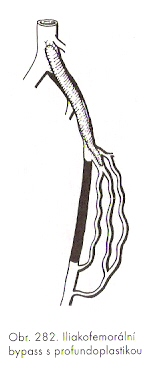 Obr. 282. Iliakofemorální
bypass s profundoplastikou